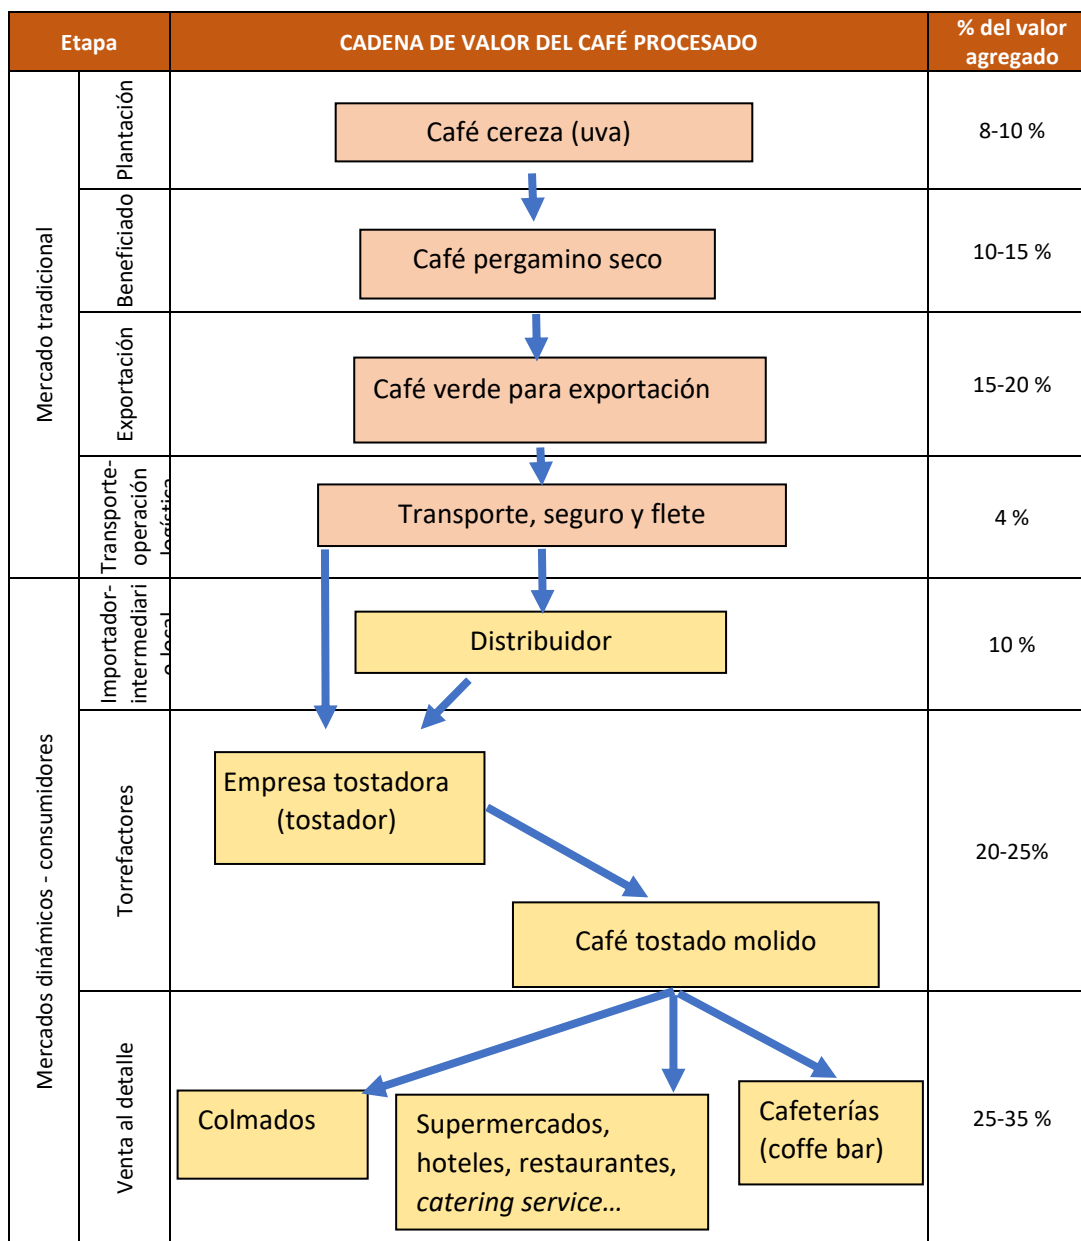 Etapa
CADENA DE VALOR DEL CAFÉ PROCESADO
% del valor
agregado
Mercado tradicional
Plantación
Café cereza (uva)
8-10 %
Beneficiado
Café pergamino seco
10-15 %
Exportación
Café verde para exportación
15-20 %
Transporte-
operación
logística
Transporte, seguro y flete
4 %
Mercados dinámicos - consumidores
Importador-
intermediari
o local
Distribuidor
10 %
Torrefactores
Empresa tostadora
(tostador)
Café tostado molido
20-25%
Venta al detalle
Colmados
Supermercados,
hoteles, restaurantes,
catering service...
Cafeterías
(coffe bar)
25-35 %